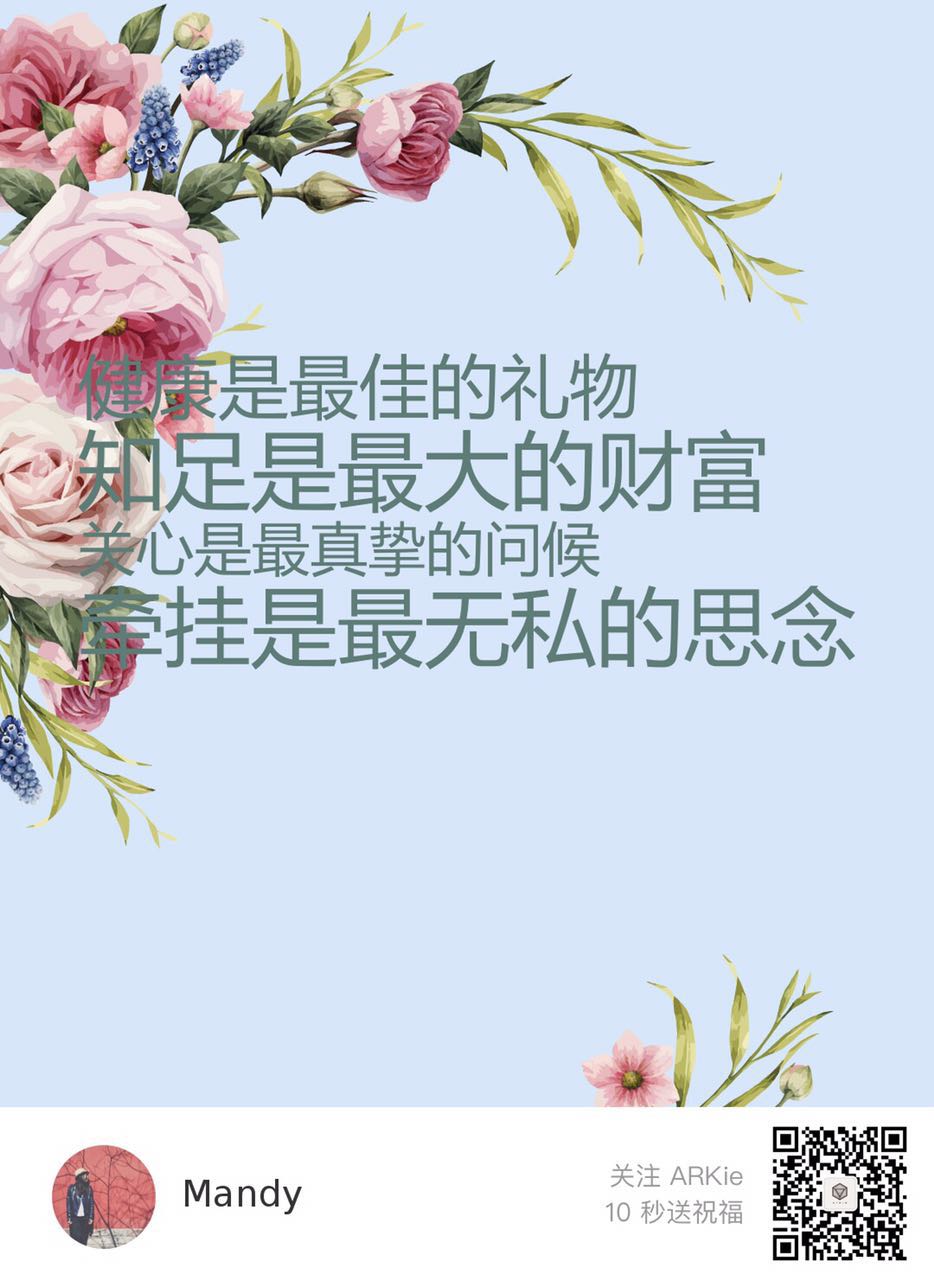 健康是最佳的礼物
知足是最大的财富
关心是最真挚的问候
牵挂是最无私的思念
Mandy
关注 ARKie
10 秒送祝福